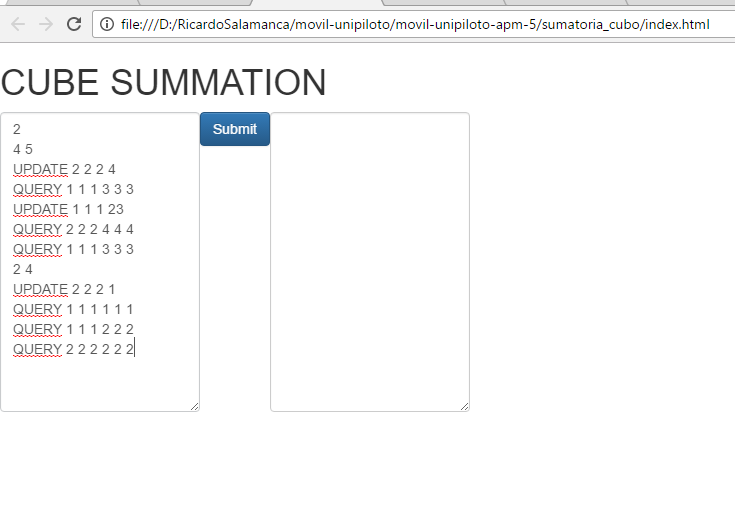 file:///D:/RicardoSalamanca/movil-unipiloto/movil-unipiloto-apm-5/sumatoria_cubo/index.html
CUBE SUMMATION
2
4 5
UPDATE 2 2 2 4
QUERY 1 1 1 3 3 3
UPDATE 1 1 1 23
QUERY 2 2 2 4 4 4
QUERY 1 1 1 3 3 3
2 4
UPDATE 2 2 2 1
QUERY 1 1 1 1 1 1
QUERY 1 1 1 2 2 2
QUERY 2 2 2 2 2 2
Submit